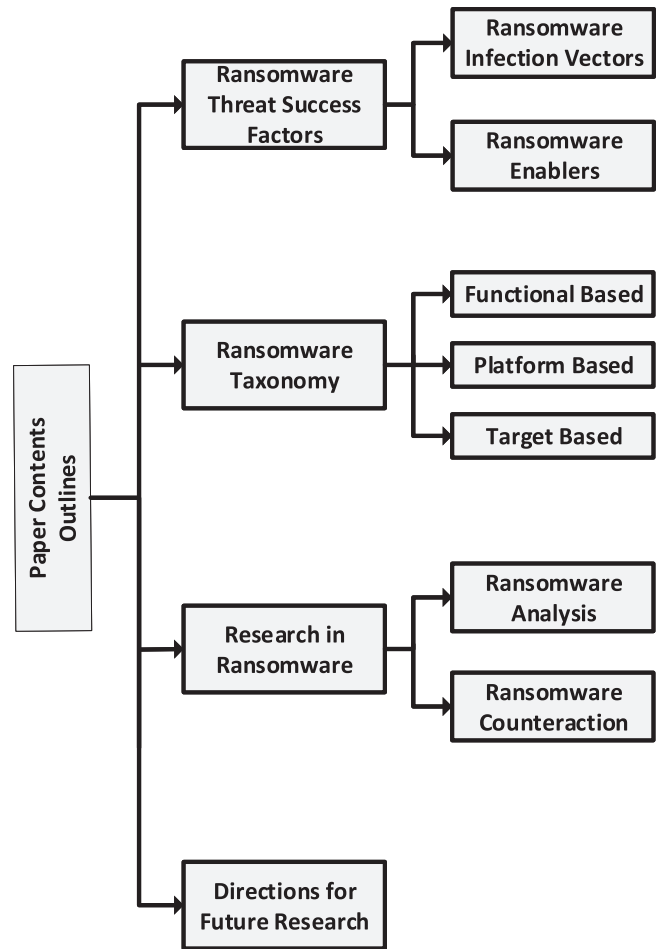 Paper Contents
Outlines
Ransomware
Threat Success
Factors
Ransomware
Infection Vectors
Ransomware
Enablers
Ransomware
Taxonomy
Functional Based
Platform Based
Target Based
Research in
Ransomware
Ransomware
Analysis
Ransomware
Counteraction
Directions for
Future Research